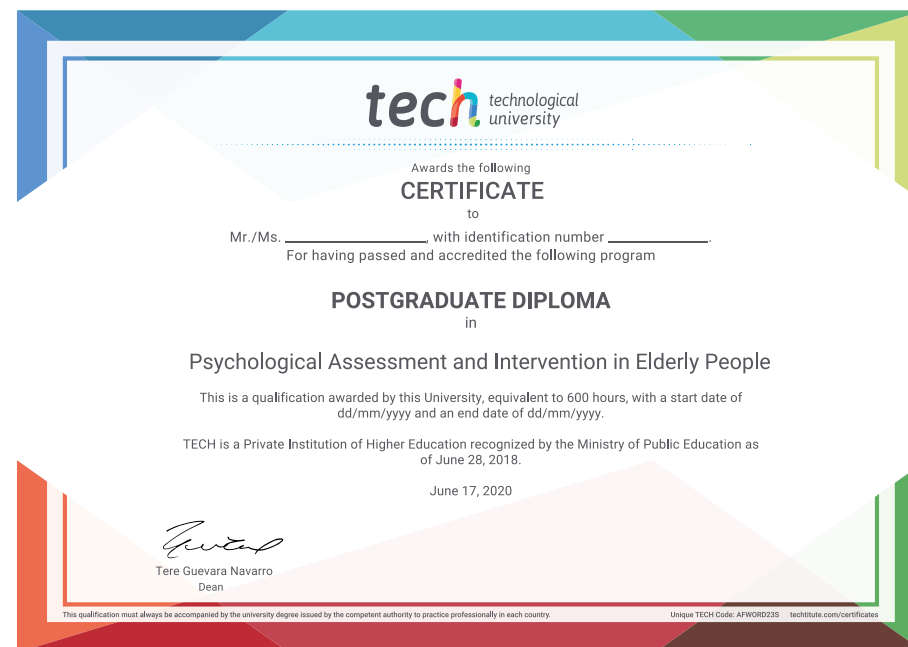 tech technological
university
Awards the following
CERTIFICATE
to
Mr./Ms. ____________________, with identification number ______________.
For having passed and accredited the following program
POSTGRADUATE DIPLOMA
in
Psychological Assessment and Intervention in Elderly People
This is a qualification awarded by this University, equivalent to 600 hours, with a start date of
dd/mm/yyyy and an end date of dd/mm/yyyy.
TECH is a Private Institution of Higher Education recognized by the Ministry of Public Education as
of June 28, 2018.
June 17, 2020
Tere Guevara Navarro
Dean
This qualification must always be accompanied by the university degree issued by the competent authority to practice professionally in each country. Unique TECH Code: AFWORD23S techtitute.com/certificates